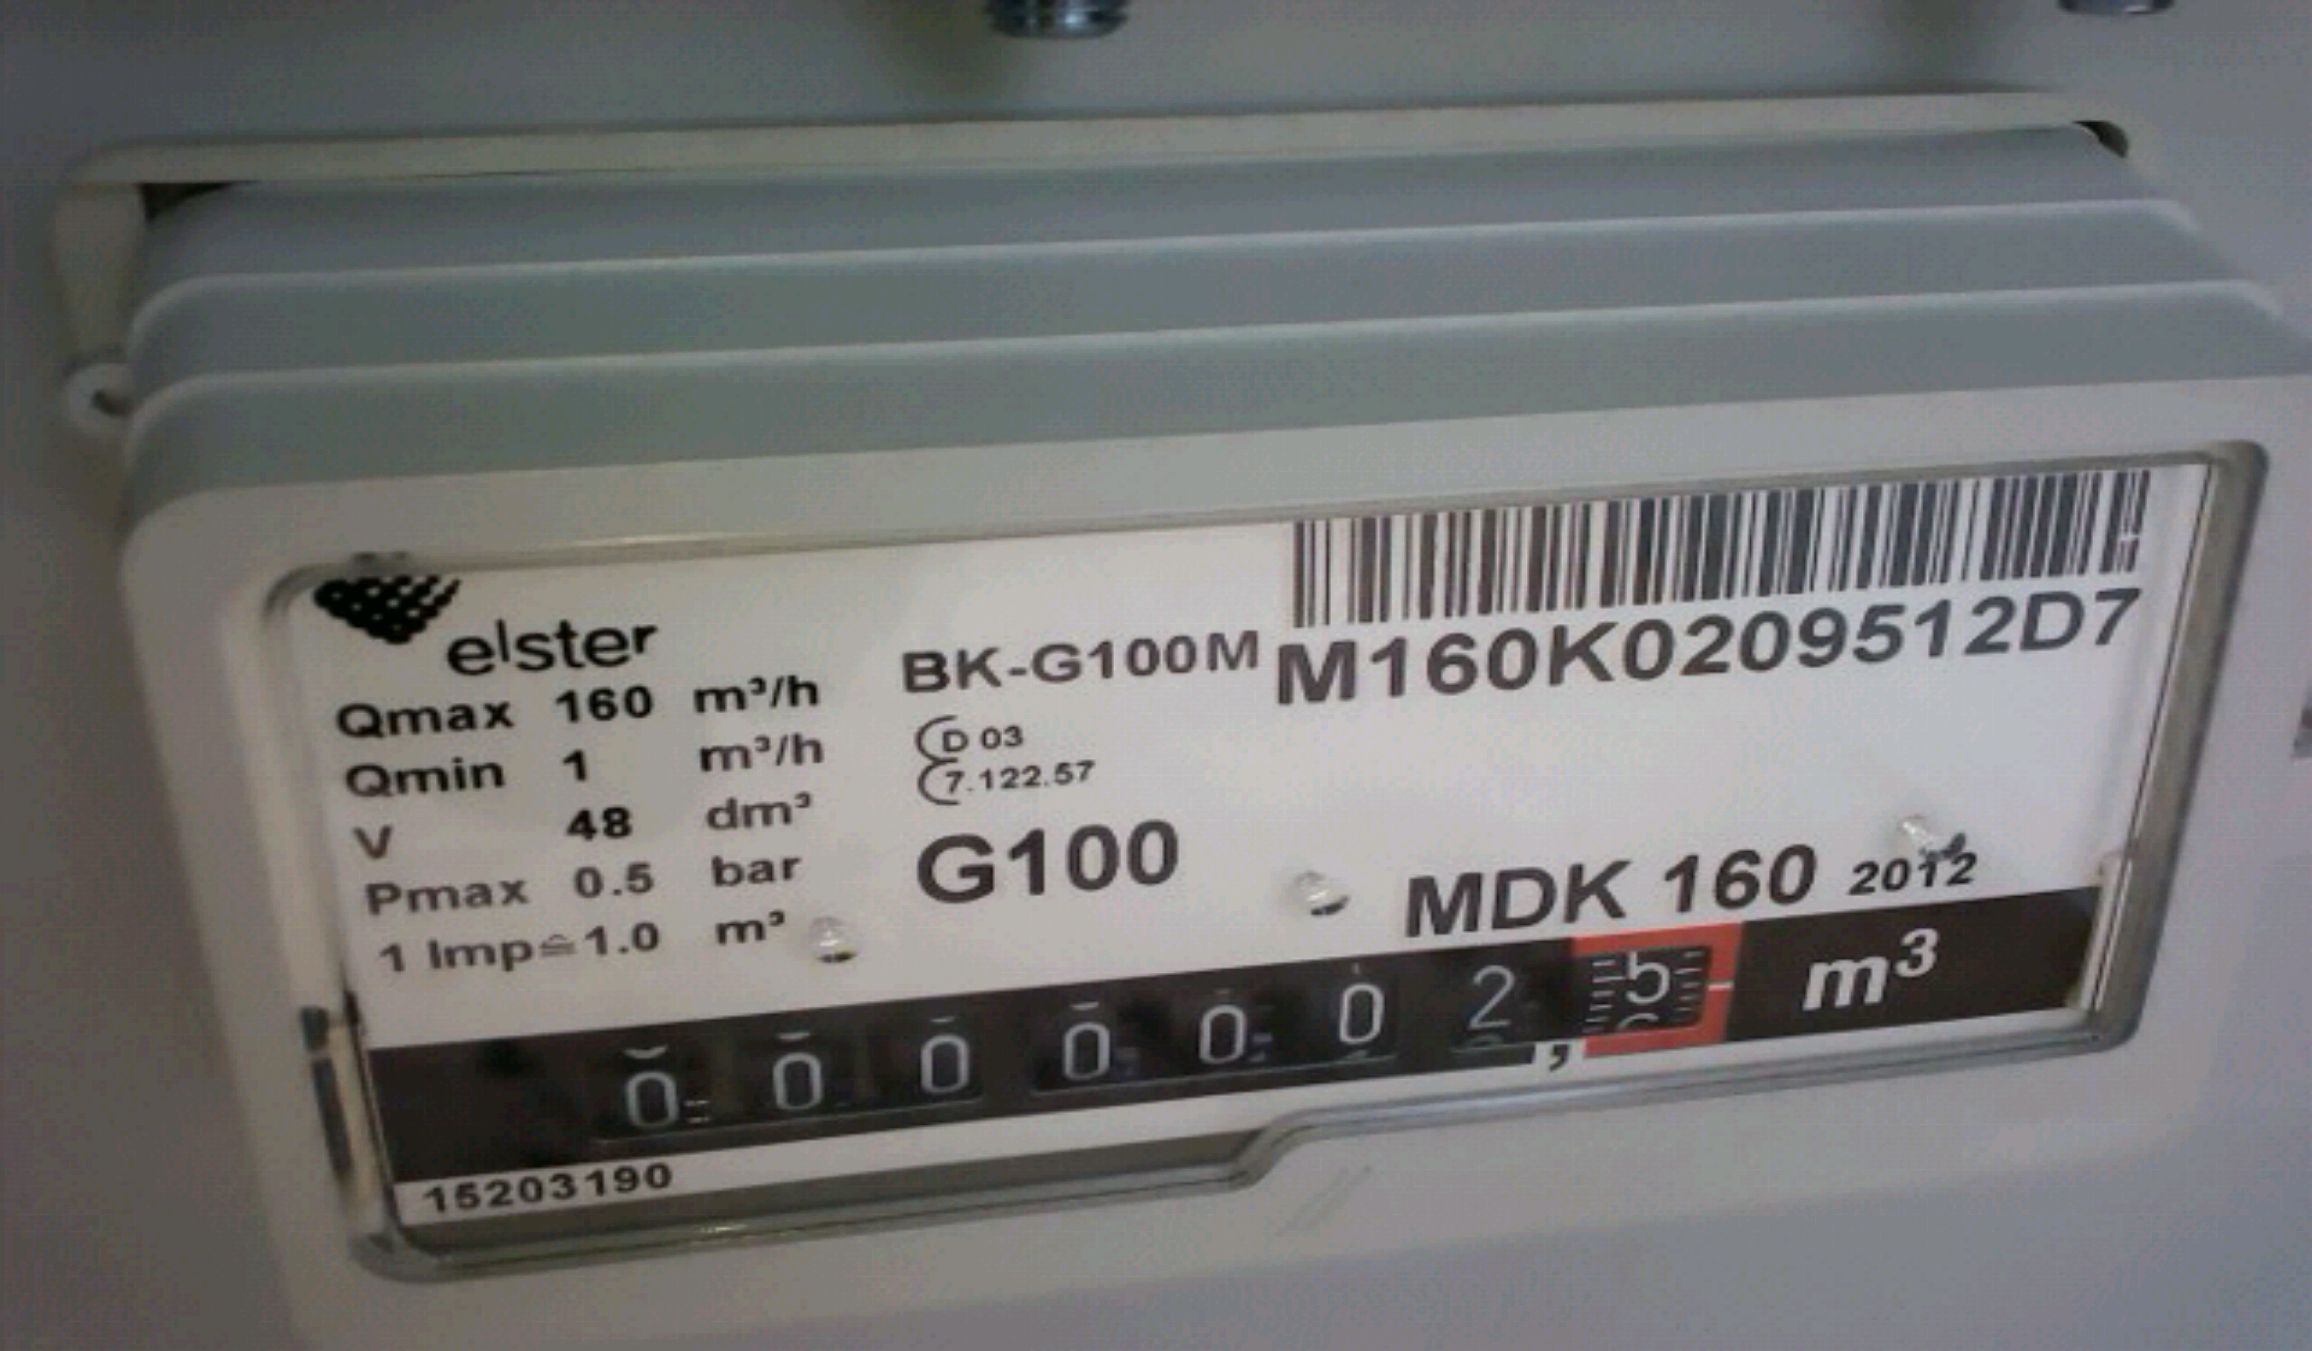 elster
Qmax 160 m³/h
Qmin 1 m³/h
V 48 dm³
Pmax 0.5 bar
1 Imp≙1.0 m³
BK-G100M
D 03
7.122.57
G100
M160K0209512D7
MDK 160 2012
0 0 0 0 0 0 2 , 5 m³
15203190